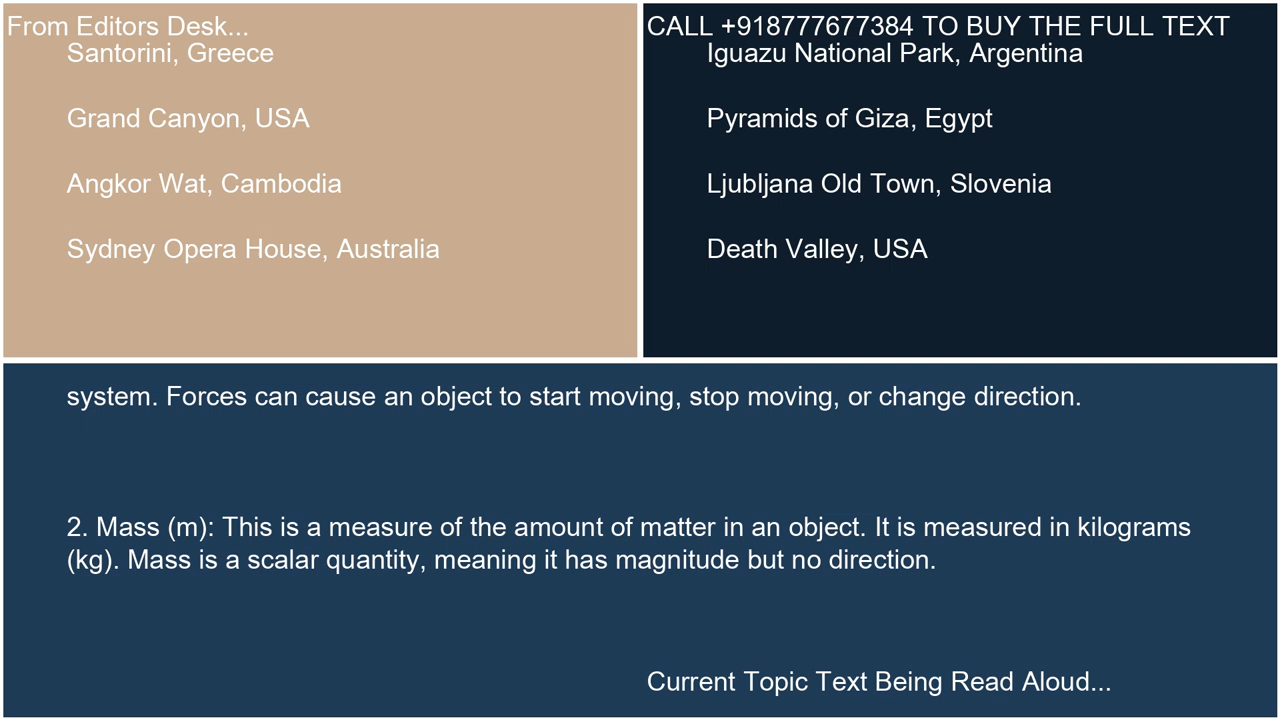 From Editors Desk...
Santorini, Greece
Grand Canyon, USA
Angkor Wat, Cambodia
Sydney Opera House, Australia
CALL +918777677384 TO BUY THE FULL TEXT
Iguazu National Park, Argentina
Pyramids of Giza, Egypt
Ljubljana Old Town, Slovenia
Death Valley, USA
system. Forces can cause an object to start moving, stop moving, or change direction.
2. Mass (m): This is a measure of the amount of matter in an object. It is measured in kilograms
(kg). Mass is a scalar quantity, meaning it has magnitude but no direction.
Current Topic Text Being Read Aloud...